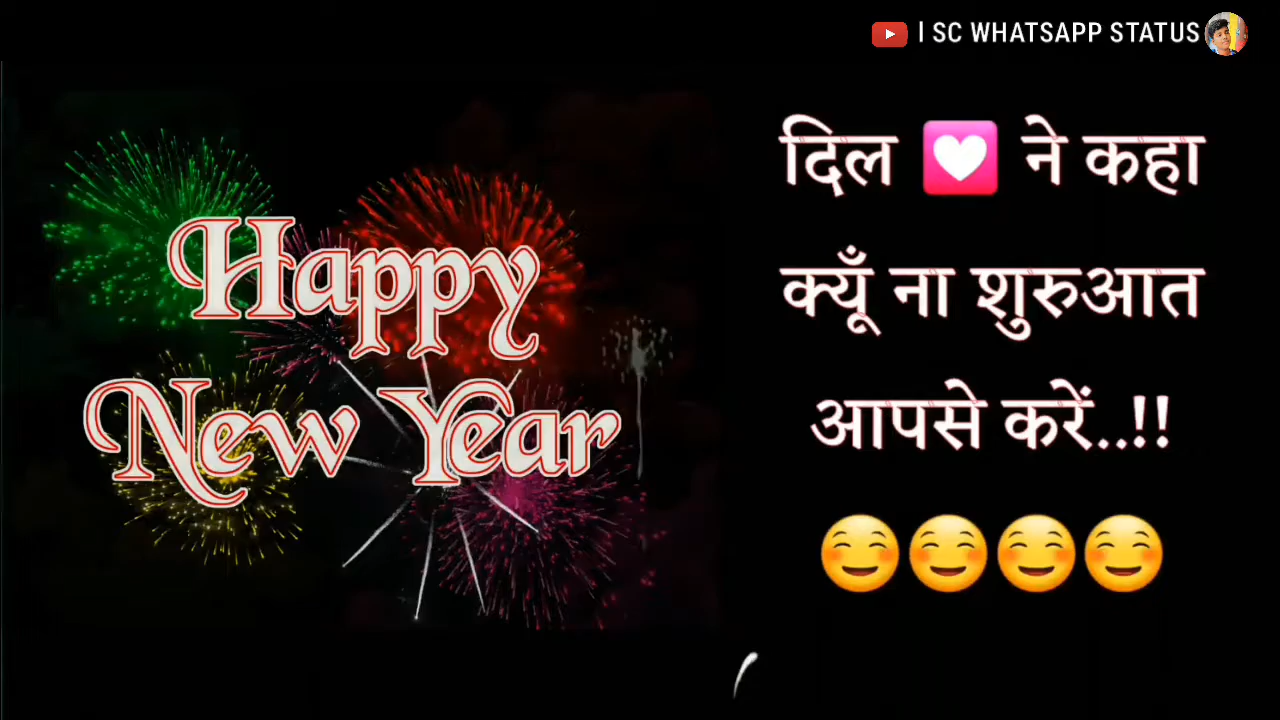 | SC WHATSAPP STATUS
Happy
New Year
दिल 💟 ने कहा
क्यूँ ना शुरुआत
आपसे करें..!!
😊😊😊😊